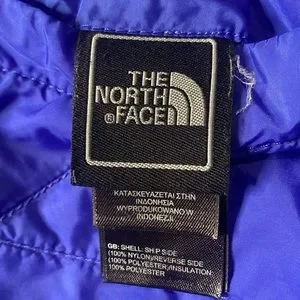 THE
NORTH
® FACE
ΚΑΤΑΣΚΕΥΑΖΕΤΑΙ ΣΤΗΝ
ΙΝΔΟΝΗΣΙΑ
WYPRODUKOWANO W
INDONEZJI
GB: SHELL: SH P SIDE
(100% NYLON)/REVERSE SIDE
(100% POLYESTER)/INSULATION:
100% POLYESTER